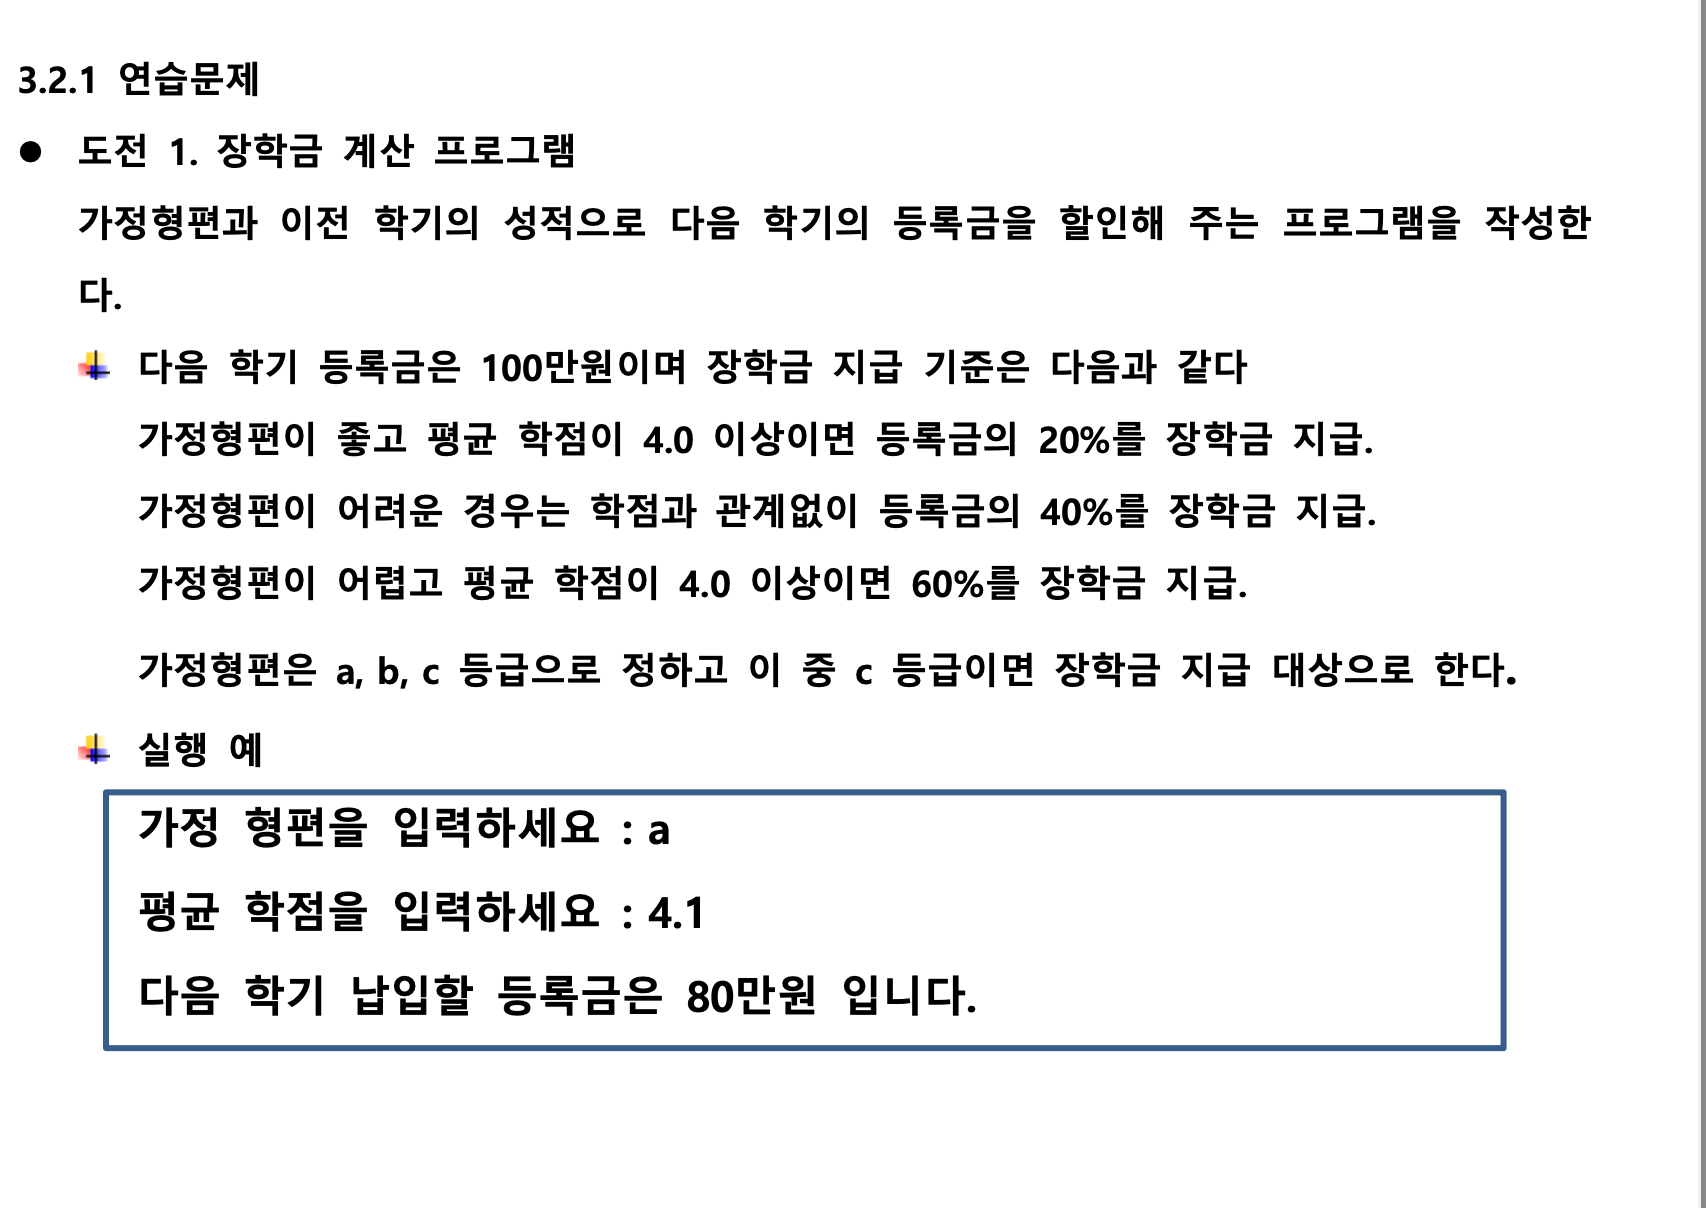 3.2.1 연습문제
● 도전 1. 장학금 계산 프로그램
가정형편과 이전 학기의 성적으로 다음 학기의 등록금을 할인해 주는 프로그램을 작성한
다.
다음 학기 등록금은 100만원이며 장학금 지급 기준은 다음과 같다
가정형편이 좋고 평균 학점이 4.0 이상이면 등록금의 20%를 장학금 지급.
가정형편이 어려운 경우는 학점과 관계없이 등록금의 40%를 장학금 지급.
가정형편이 어렵고 평균 학점이 4.0 이상이면 60%를 장학금 지급.
가정형편은 a, b, c 등급으로 정하고 이 중 c 등급이면 장학금 지급 대상으로 한다.
실행 예
가정 형편을 입력하세요 : a
평균 학점을 입력하세요 : 4.1
다음 학기 납입할 등록금은 80만원 입니다.